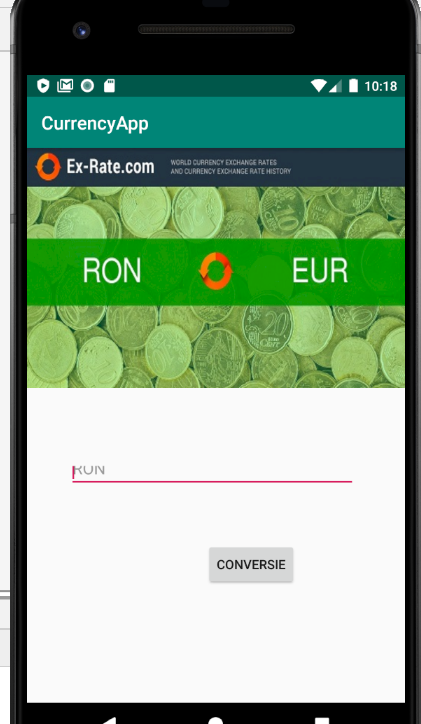 10:18
CurrencyApp
Ex-Rate.com
WORLD CURRENCY EXCHANGE RATES
AND CURRENCY EXCHANGE RATE HISTORY
RON EUR
RON
CONVERSIE